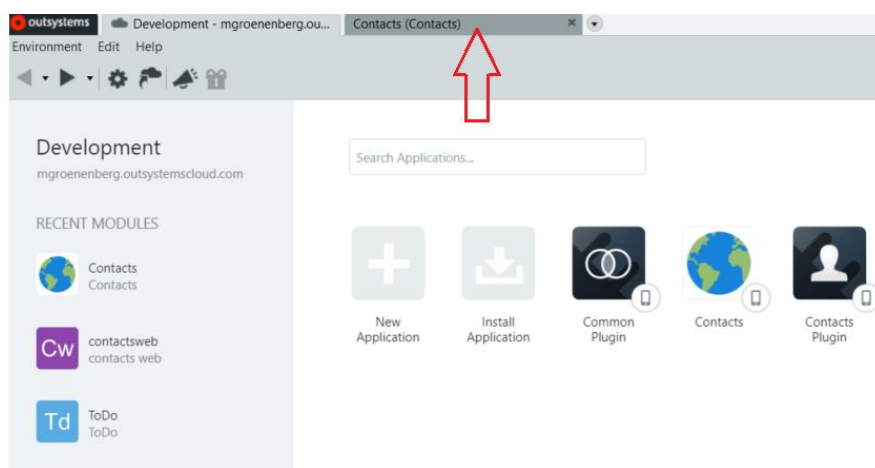 outsystems Development - mgroenenberg.ou... Contacts (Contacts)
Environment Edit Help
Development
mgroenenberg.outsystemscloud.com
Search Applications...
RECENT MODULES
Contacts
Contacts
Cw
contactsweb
contacts web
Td
ToDo
ToDo
New
Application
Install
Application
Common
Plugin
Contacts
Contacts
Plugin